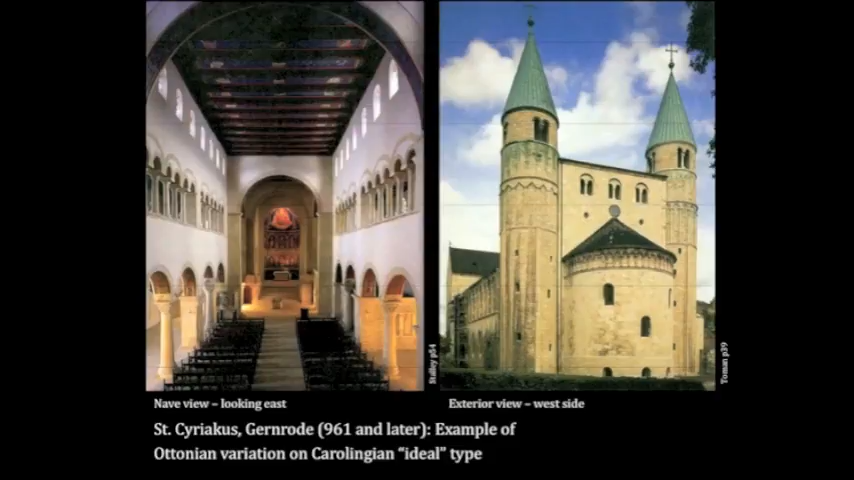 Stalley p54
Toman p39
Nave view – looking east
Exterior view – west side
St. Cyriakus, Gernrode (961 and later): Example of
Ottonian variation on Carolingian “ideal” type